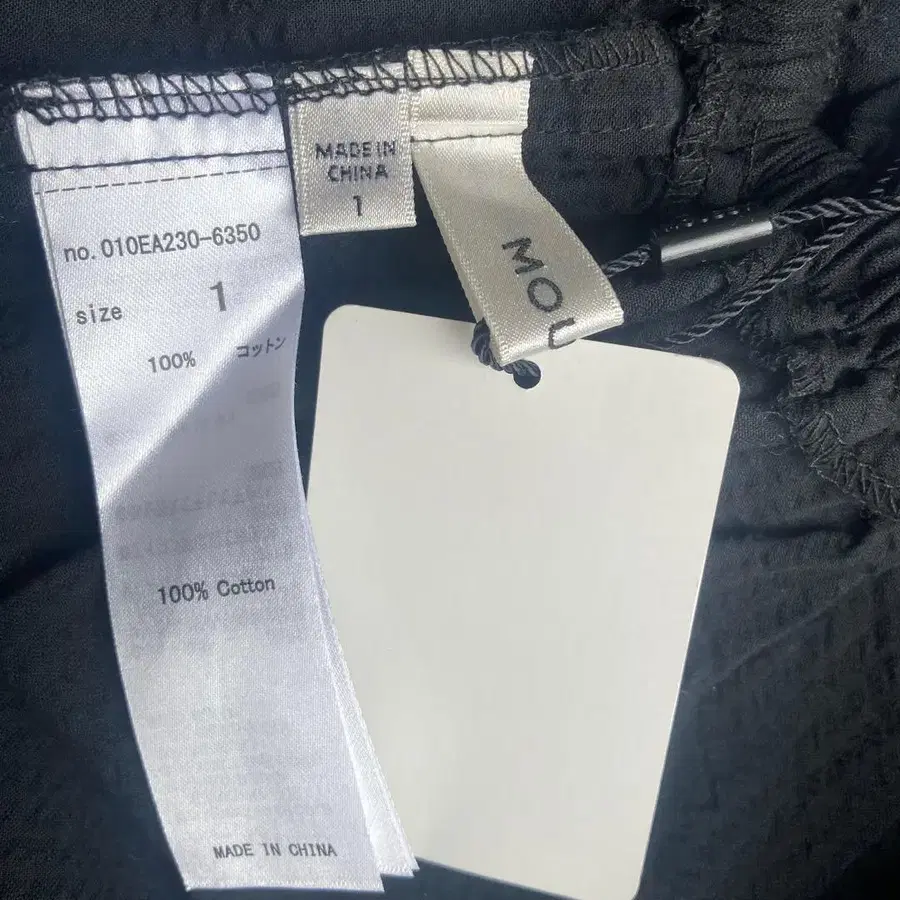 no. 010EA230-6350
size 1
100% コットン
100% Cotton
MADE IN CHINA
MADE IN
CHINA
1
MOU